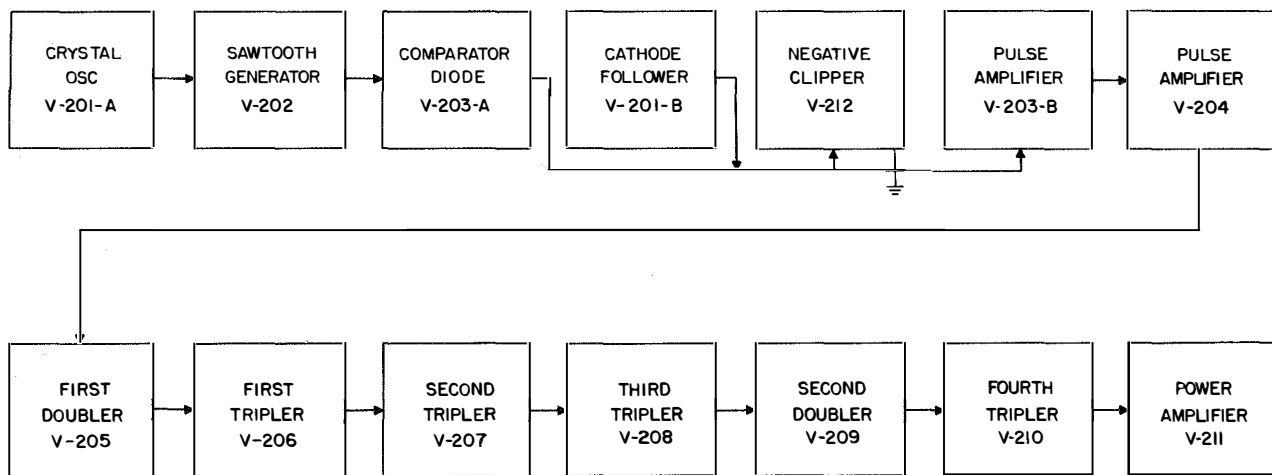 CRYSTAL
OSC
V-201-A
SAWTOOTH
GENERATOR
V-202
COMPARATOR
DIODE
V-203-A
CATHODE
FOLLOWER
V-201-B
NEGATIVE
CLIPPER
V-212
PULSE
AMPLIFIER
V-203-B
PULSE
AMPLIFIER
V-204
FIRST
DOUBLER
V-205
FIRST
TRIPLER
V-206
SECOND
TRIPLER
V-207
THIRD
TRIPLER
V-208
SECOND
DOUBLER
V-209
FOURTH
TRIPLER
V-210
POWER
AMPLIFIER
V-211